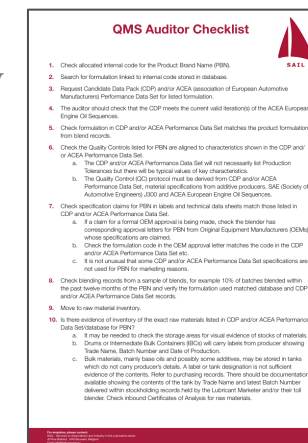 QMS Auditor Checklist
SAIL
1. Check allocated internal code for the Product Brand Name (PBN).
2. Search for formulation linked to internal code stored in database.
3. Request Candidate Data Pack (CDP) and/or ACEA (association of European Automotive
Manufacturers) Performance Data Set for listed formulation.
4. The auditor should check that the CDP meets the current valid iteration(s) of the ACEA European
Engine Oil Sequences.
5. Check formulation in CDP and/or ACEA Performance Data Set matches the product formulation
from blend records.
6. Check the Quality Controls listed for PBN are aligned to characteristics shown in the CDP and/
or ACEA Performance Data Set.
a. The CDP and/or ACEA Performance Data Set will not necessarily list Production
Tolerances but there will be typical values of key characteristics.
b. The Quality Control (QC) protocol must be derived from CDP and/or ACEA
Performance Data Set, material specifications from additive producers, SAE (Society of
Automotive Engineers) J300 and ACEA European Engine Oil Sequences.
7. Check specification claims for PBN in labels and technical data sheets match those listed in
CDP and/or ACEA Performance Data Set.
a. If a claim for a formal OEM approval is being made, check the blender has
corresponding approval letters for PBN from Original Equipment Manufacturers (OEMs)
whose specifications are claimed.
b. Check the formulation code in the OEM approval letter matches the code in the CDP
and/or ACEA Performance Data Set etc.
c. It is not unusual that some CDP and/or ACEA Performance Data Set specifications are
not used for PBN for marketing reasons.
8. Check blending records from a sample of blends, for example 10% of batches blended within
the past twelve months of the PBN and verify the formulation used matched database and CDP
and/or ACEA Performance Data Set records.
9. Move to raw material inventory.
10. Is there evidence of inventory of the exact raw materials listed in CDP and/or ACEA Performance
Data Set/database for PBN?
a. It may be needed to check the storage areas for visual evidence of stocks of materials.
b. Drums or Intermediate Bulk Containers (IBCs) will carry labels from producer showing
Trade Name, Batch Number and Date of Production.
c. Bulk materials, mainly base oils and possibly some additives, may be stored in tanks
which do not carry producer's details. A label or tank designation is not sufficient
evidence of the contents. Refer to purchasing records. There should be documentation
available showing the contents of the tank by Trade Name and latest Batch Number
delivered within stockholding records held by the Lubricant Marketer and/or their toll
blender. Check inbound Certificates of Analysis for raw materials.
For enquiries, please contact: